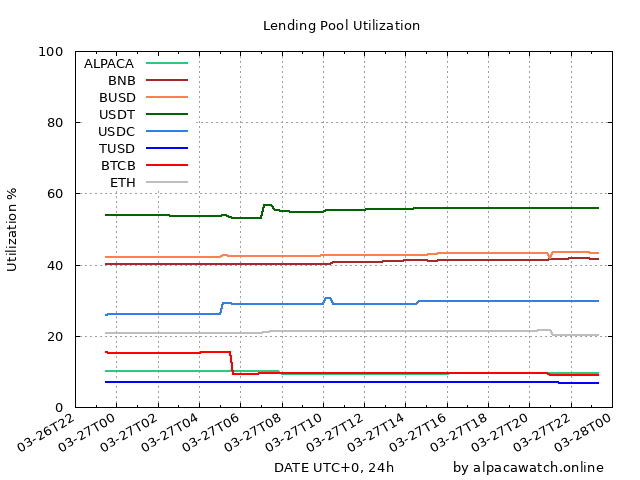 Lending Pool Utilization
Utilization %
100
80
60
40
20
0
ALPACA
BNB
BUSD
USDT
USDC
TUSD
BTCB
ETH
03-26T22
03-27T00
03-27T02
03-27T04
03-27T06
03-27T08
03-27T10
03-27T12
03-27T14
03-27T16
03-27T18
03-27T20
03-27T22
03-28T00
DATE UTC+0, 24h
by alpacawatch.online